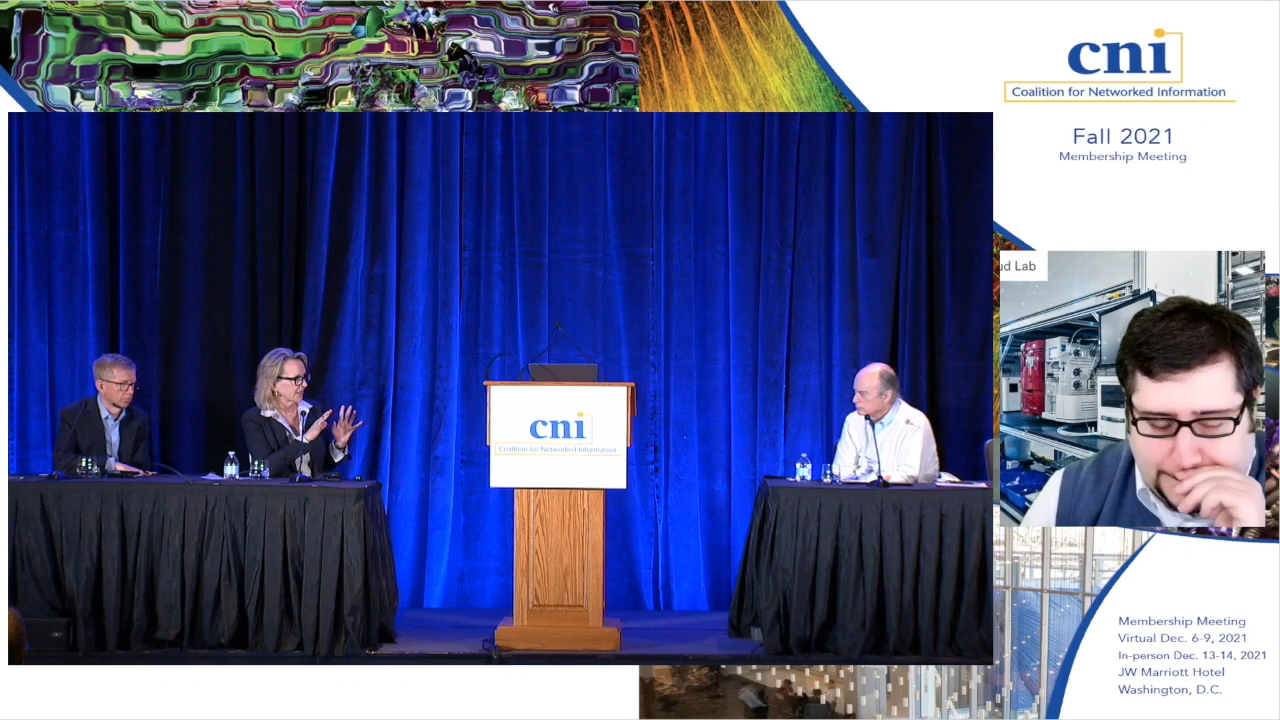 cni
Coalition for Networked Information
Fall 2021
Membership Meeting
ud Lab
cni
Coalition for Networked Information
Membership Meeting
Virtual Dec. 6-9, 2021
In-person Dec. 13-14, 2021
JW Marriott Hotel
Washington, D.C.